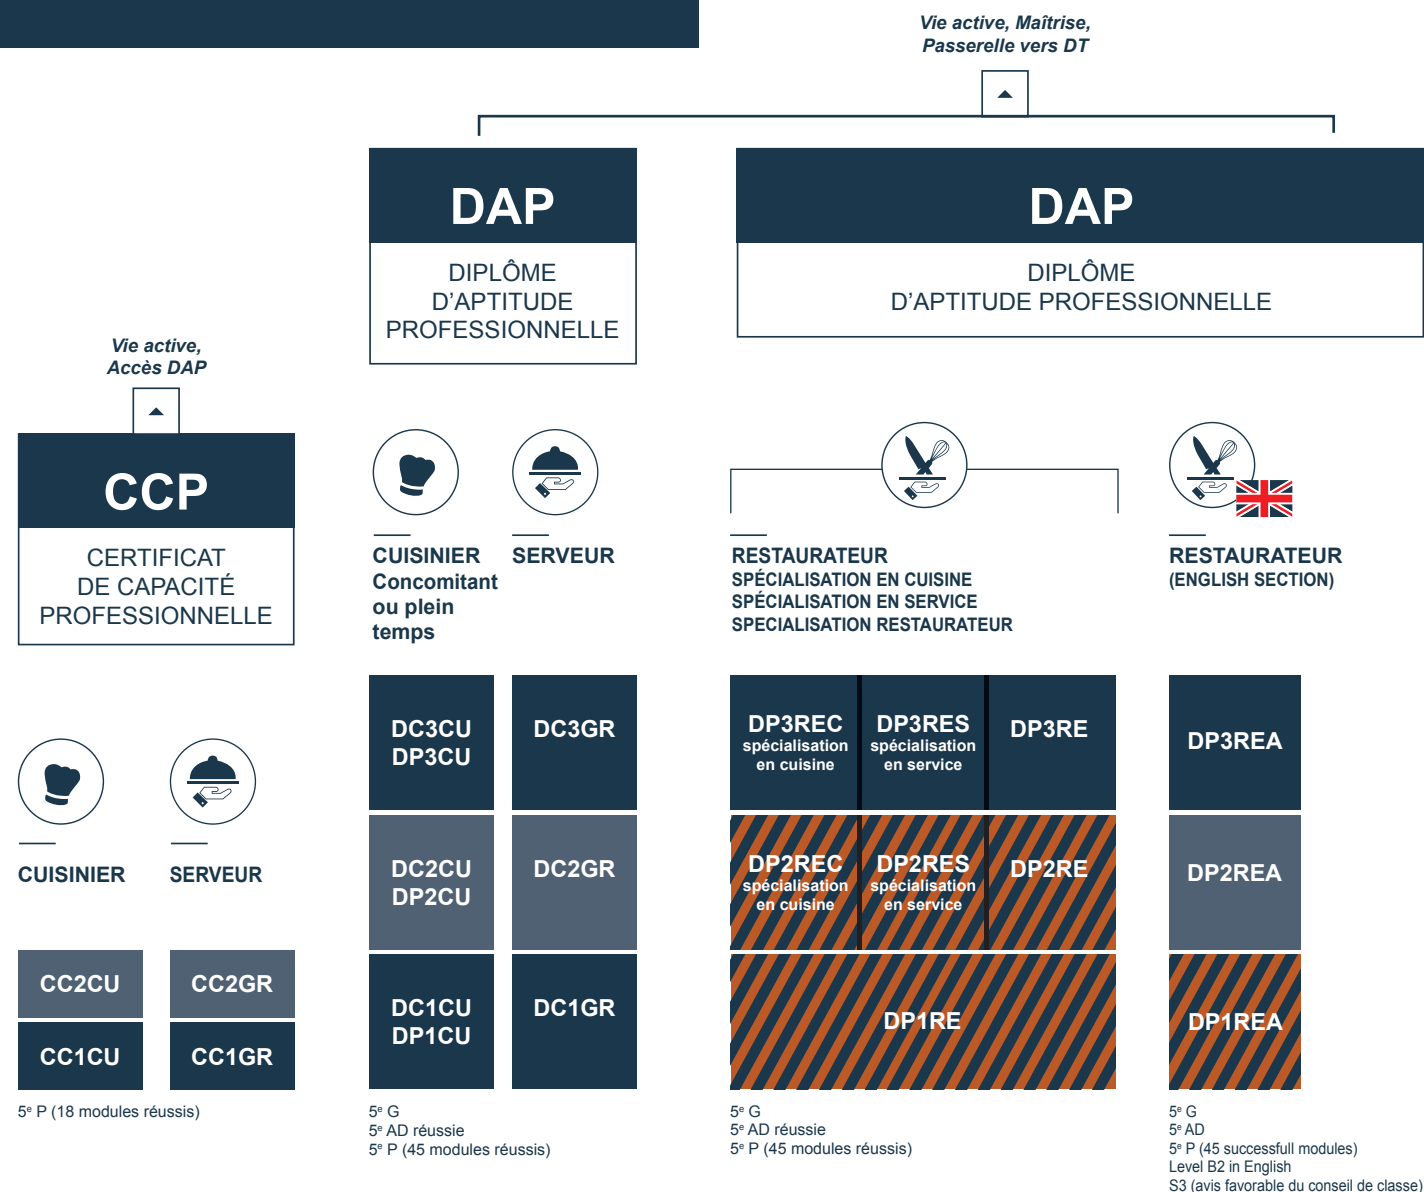 Vie active, Maîtrise,
Passerelle vers DT
DAP
DIPLÔME
D'APTITUDE
PROFESSIONNELLE
DAP
DIPLÔME
D'APTITUDE PROFESSIONNELLE
Vie active,
Accès DAP
CCP
CERTIFICAT
DE CAPACITÉ
PROFESSIONNELLE
CUISINIER
SERVEUR
CC2CU
CC2GR
CC1CU
CC1GR
5e P (18 modules réussis)
CUISINIER
Concomitant
ou plein
temps
SERVEUR
DC3CU
DP3CU
DC3GR
DC2CU
DP2CU
DC2GR
DC1CU
DP1CU
DC1GR
5e G
5e AD réussie
5e P (45 modules réussis)
RESTAURATEUR
SPÉCIALISATION EN CUISINE
SPÉCIALISATION EN SERVICE
SPECIALISATION RESTAURATEUR
DP3REC
spécialisation
en cuisine
DP3RES
spécialisation
en service
DP3RE
DP2REC
spécialisation
en cuisine
DP2RES
spécialisation
en service
DP2RE
DP1RE
5e G
5e AD réussie
5e P (45 modules réussis)
RESTAURATEUR
(ENGLISH SECTION)
DP3REA
DP2REA
DP1REA
5e G
5e AD
5e P (45 successfull modules)
Level B2 in English
S3 (avis favorable du conseil de classe)